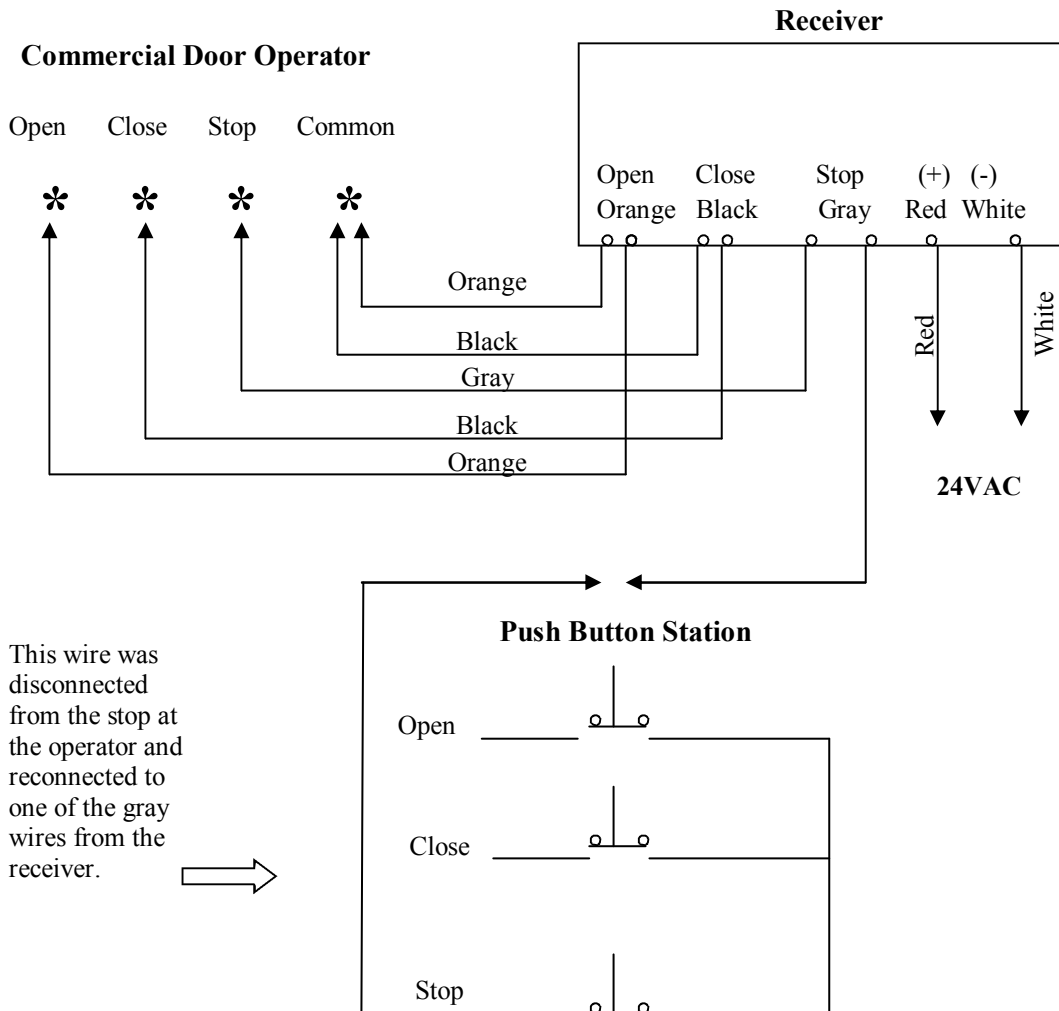 Receiver
Commercial Door Operator
Open Close Stop Common
* * * *
Open Close Stop (+) (-)
Orange Black Gray Red White
Orange
Black
Gray
Black
Orange
Red
White
24VAC
Push Button Station
This wire was
disconnected
from the stop at
the operator and
reconnected to
one of the gray
wires from the
receiver.
Open
Close
Stop